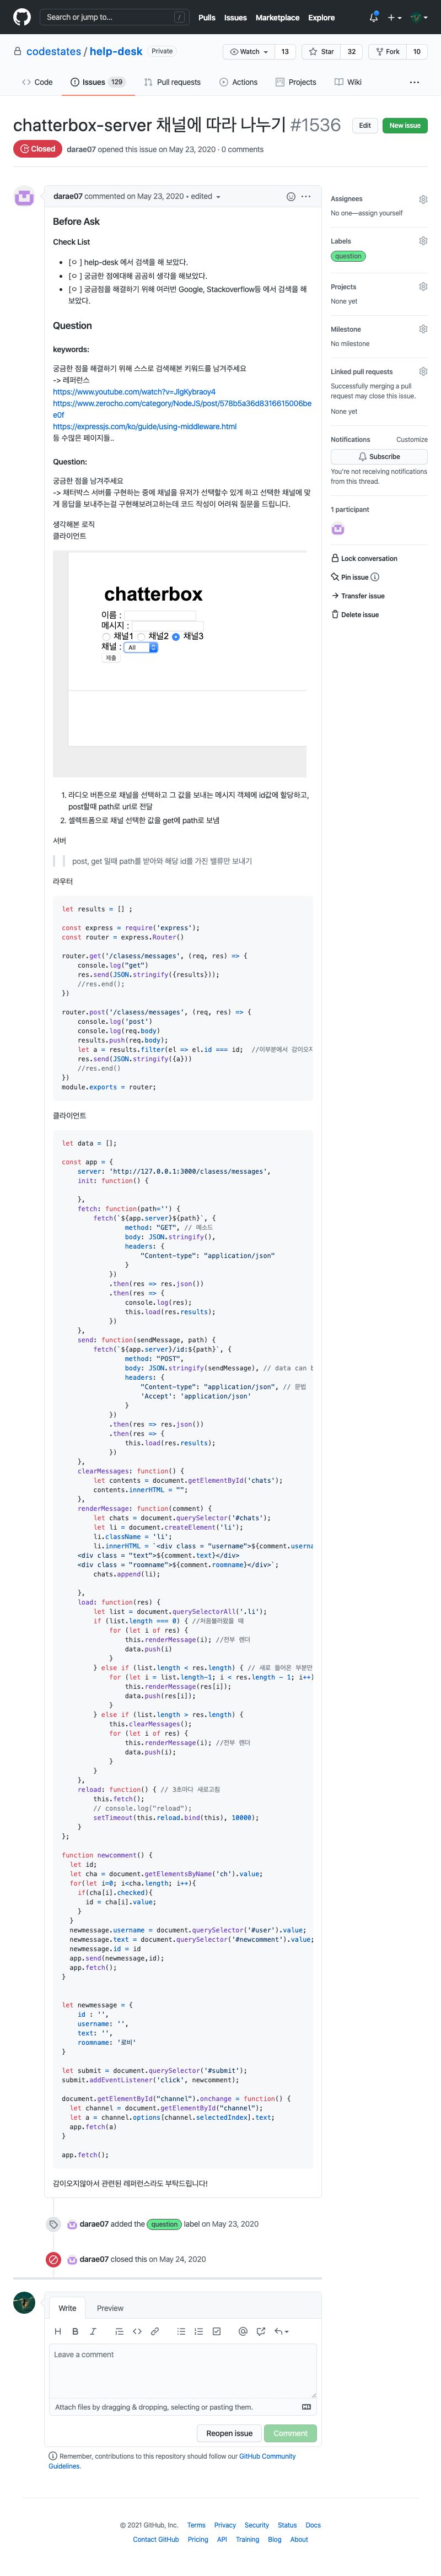 Search or jump to...
/
Pulls
Issues
Marketplace
Explore
codestates / help-desk
Private
Watch
13
Star
32
Fork
10
Code
Issues
129
Pull requests
Actions
Projects
Wiki
chatterbox-server 채널에 따라 나누기 #1536
Edit
New issue
Closed
darae07 opened this issue on May 23, 2020 · 0 comments
darae07 commented on May 23, 2020 • edited
Before Ask
Check List
• [ㅇ ] help-desk 에서 검색을 해 보았다.
• [ㅇ ] 궁금한 점에대해 곰곰히 생각을 해보았다.
• [ㅇ ] 궁금점을 해결하기 위해 여러번 Google, Stackoverflow등 에서 검색을 해
보았다.
Question
keywords:
궁금한 점을 해결하기 위해 스스로 검색해본 키워드를 남겨주세요
-> 레퍼런스
https://www.youtube.com/watch?v=JlgKybraoy4
https://www.zerocho.com/category/NodeJS/post/578b5a36d8316615006be
e0f
https://expressjs.com/ko/guide/using-middleware.html
등 수많은 페이지들..
Question:
궁금한 점을 남겨주세요
-> 채터박스 서버를 구현하는 중에 채널을 유저가 선택할수 있게 하고 선택한 채널에 맞
게 응답을 보내주는걸 구현해보려고하는데 코드 작성이 어려워 질문을 드립니다.
생각해본 로직
클라이언트
chatterbox
이름 :
메시지 :
채널1 채널2 채널3
채널 : All
제출
1. 라디오 버튼으로 채널을 선택하고 그 값을 보내는 메시지 객체에 id값에 할당하고,
post할때 path로 url로 전달
2. 셀렉트폼으로 채널 선택한 값을 get에 path로 보냄
서버
post, get 일때 path를 받아와 해당 id를 가진 밸류만 보내기
라우터
let results = [] ;
const express = require('express');
const router = express.Router()
router.get('/clasess/messages', (req, res) => {
console.log("get")
res.send(JSON.stringify({results}));
//res.end();
})
router.post('/clasess/messages', (req, res) => {
console.log('post')
console.log(req.body)
results.push(req.body);
let a = results.filter(el => el.id === id; //이부분에서 감이오지
res.send(JSON.stringify({a}))
//res.end()
})
module.exports = router;
클라이언트
let data = [];
const app = {
server: 'http://127.0.0.1:3000/clasess/messages',
init: function() {
},
fetch: function(path='') {
fetch(`${app.server}${path}`, {
method: "GET", // 메소드
body: JSON.stringify(),
headers: {
"Content-type": "application/json"
}
})
.then(res => res.json())
.then(res => {
console.log(res);
this.load(res.results);
})
},
send: function(sendMessage, path) {
fetch(`${app.server}/id:${path}`, {
method: "POST",
body: JSON.stringify(sendMessage), // data can b
headers: {
"Content-Type": "application/json", // 문법
'Accept': 'application/json'
}
})
.then(res => res.json())
.then(res => {
this.load(res.results);
})
},
clearMessages: function() {
let contents = document.getElementById('chats');
contents.innerHTML = "";
},
renderMessage: function(comment) {
let chats = document.querySelector('#chats');
let li = document.createElement('li');
li.className = 'li';
li.innerHTML = `<div class = "username">${comment.userna
<div class = "text">${comment.text}</div>
<div class = "roomname">${comment.roomname}</div>`;
chats.append(li);
},
load: function(res) {
let list = document.querySelectorAll('.li');
if (list.length === 0) { //처음불러왔을 때
for (let i of res) {
this.renderMessage(i); //전부 렌더
data.push(i)
}
} else if (list.length < res.length) { // 새로 들어온 부분만
for (let i = list.length-1; i < res.length - 1; i++)
this.renderMessage(res[i]);
data.push(res[i]);
}
} else if (list.length > res.length) {
this.clearMessages();
for (let i of res) {
this.renderMessage(i); //전부 렌더
data.push(i);
}
}
},
reload: function() { // 3초마다 새로고침
this.fetch();
// console.log("reload");
setTimeout(this.reload.bind(this), 10000);
}
};
function newcomment() {
let id;
let cha = document.getElementsByName('ch').value;
for(let i=0; i<cha.length; i++){
if(cha[i].checked){
id = cha[i].value;
}
}
newmessage.username = document.querySelector('#user').value;
newmessage.text = document.querySelector('#newcomment').value;
newmessage.id = id
app.send(newmessage,id);
app.fetch();
}
let newmessage = {
id : '',
username: '',
text: '',
roomname: '로비'
}
let submit = document.querySelector('#submit');
submit.addEventListener('click', newcomment);
document.getElementById("channel").onchange = function() {
let channel = document.getElementById("channel");
let a = channel.options[channel.selectedIndex].text;
app.fetch(a)
}
app.fetch();
감이오지않아서 관련된 레퍼런스라도 부탁드립니다!
darae07 added the question label on May 23, 2020
darae07 closed this on May 24, 2020
Write
Preview
Leave a comment
Attach files by dragging & dropping, selecting or pasting them.
Reopen issue
Comment
Remember, contributions to this repository should follow our GitHub Community
Guidelines.
Assignees
No one—assign yourself
Labels
question
Projects
None yet
Milestone
No milestone
Linked pull requests
Successfully merging a pull
request may close this issue.
None yet
Notifications
Customize
Subscribe
You're not receiving notifications
from this thread.
1 participant
Lock conversation
Pin issue
Transfer issue
Delete issue
© 2021 GitHub, Inc.
Terms
Privacy
Security
Status
Docs
Contact GitHub
Pricing
API
Training
Blog
About